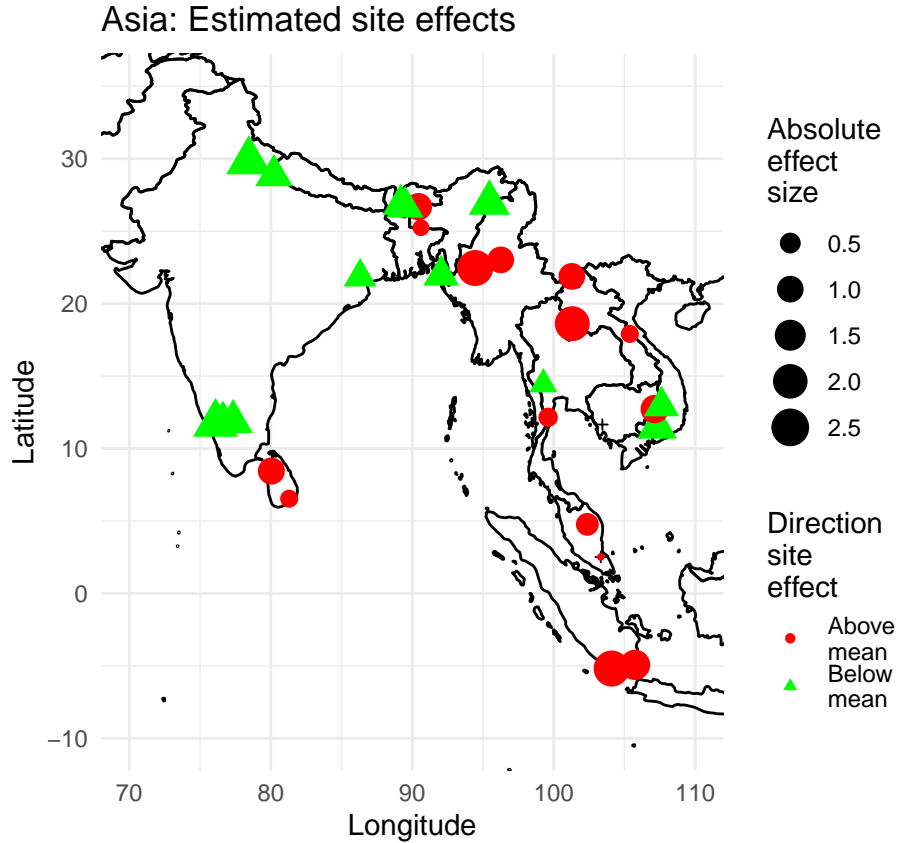 Asia: Estimated site effects
30
20
10
0
−10
70
80
90
100
110
Latitude
Longitude
Absolute
effect
size
0.5
1.0
1.5
2.0
2.5
Direction
site
effect
Above
mean
Below
mean